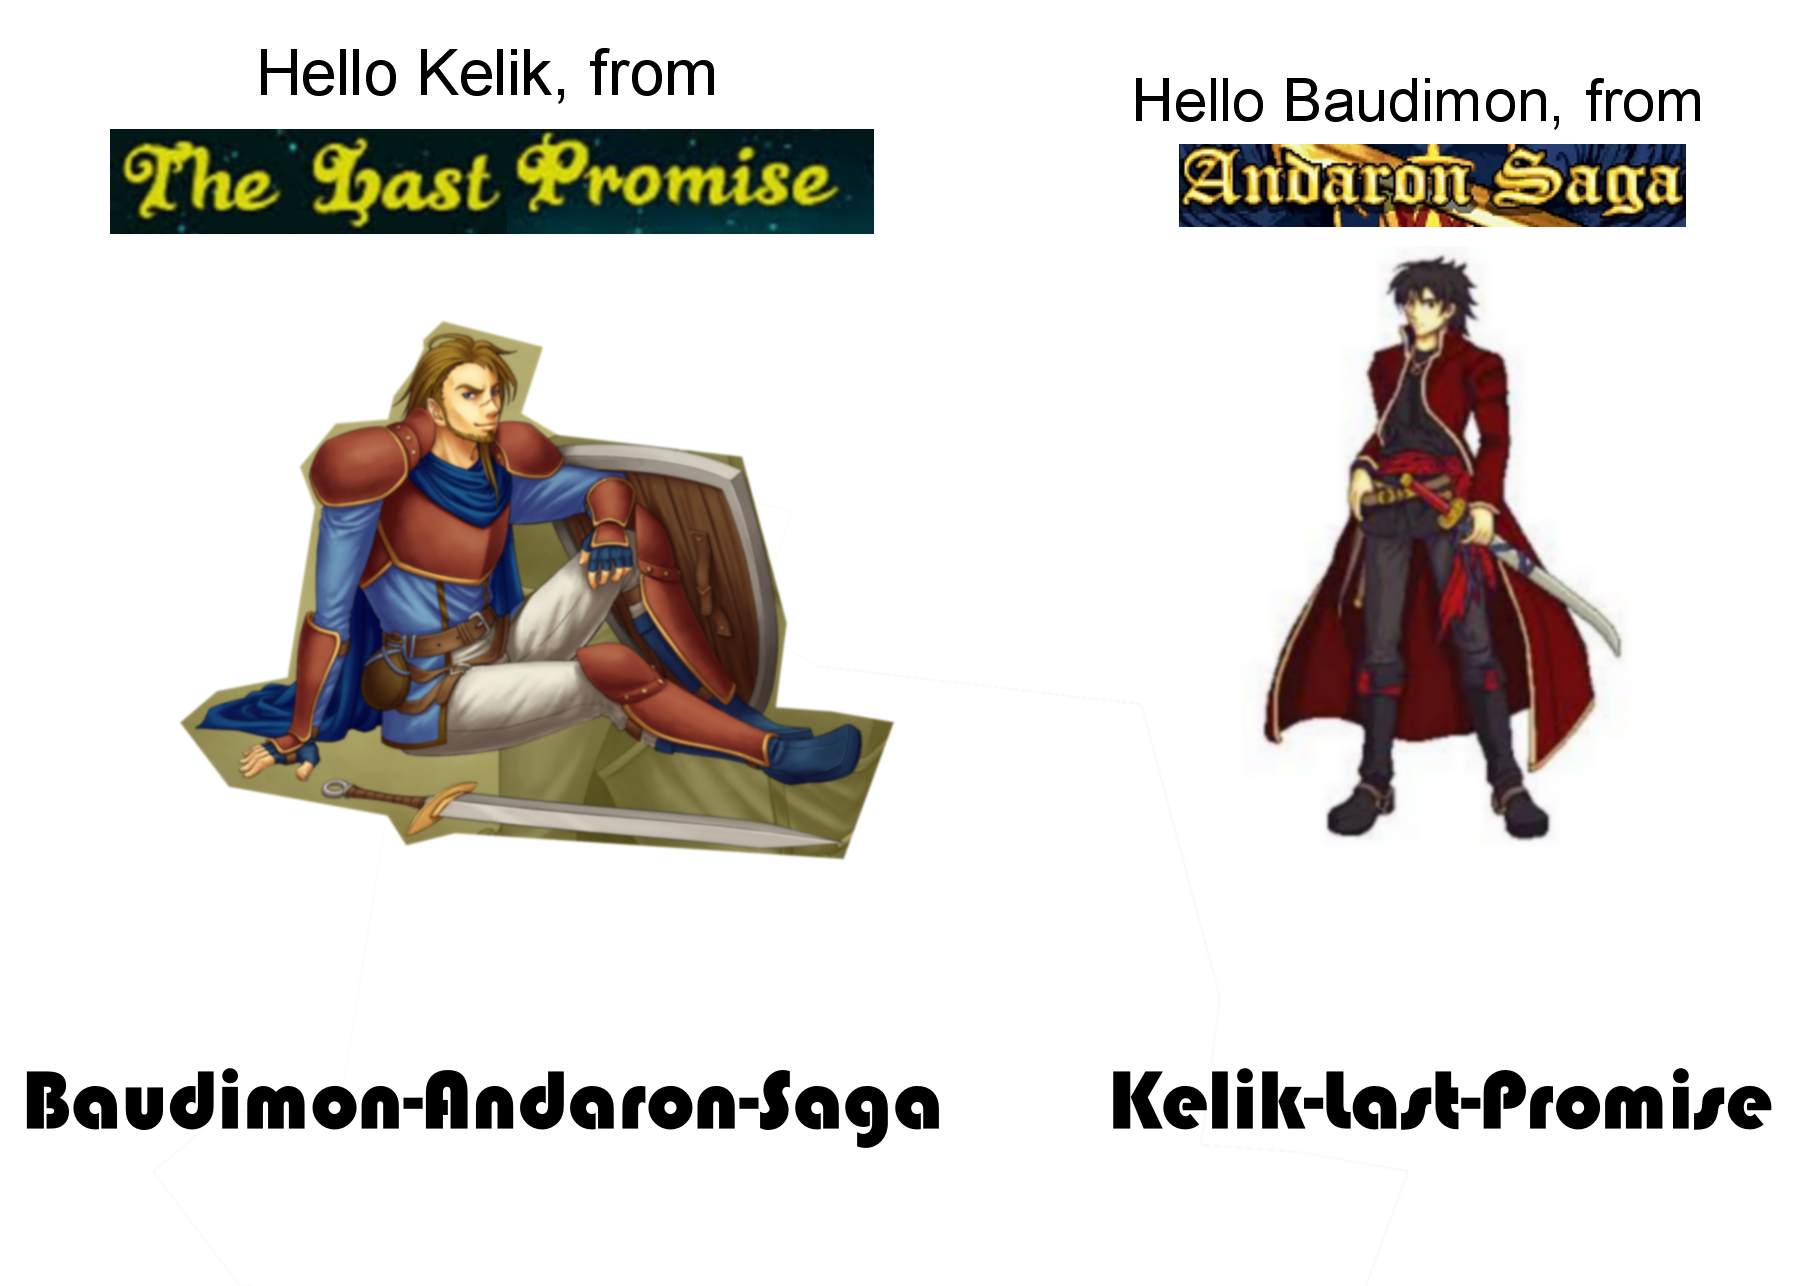 Hello Kelik, from
The Last Promise
Baudimon-Andaron-Saga
Hello Baudimon, from
Andaron Saga
Kelik-Last-Promise